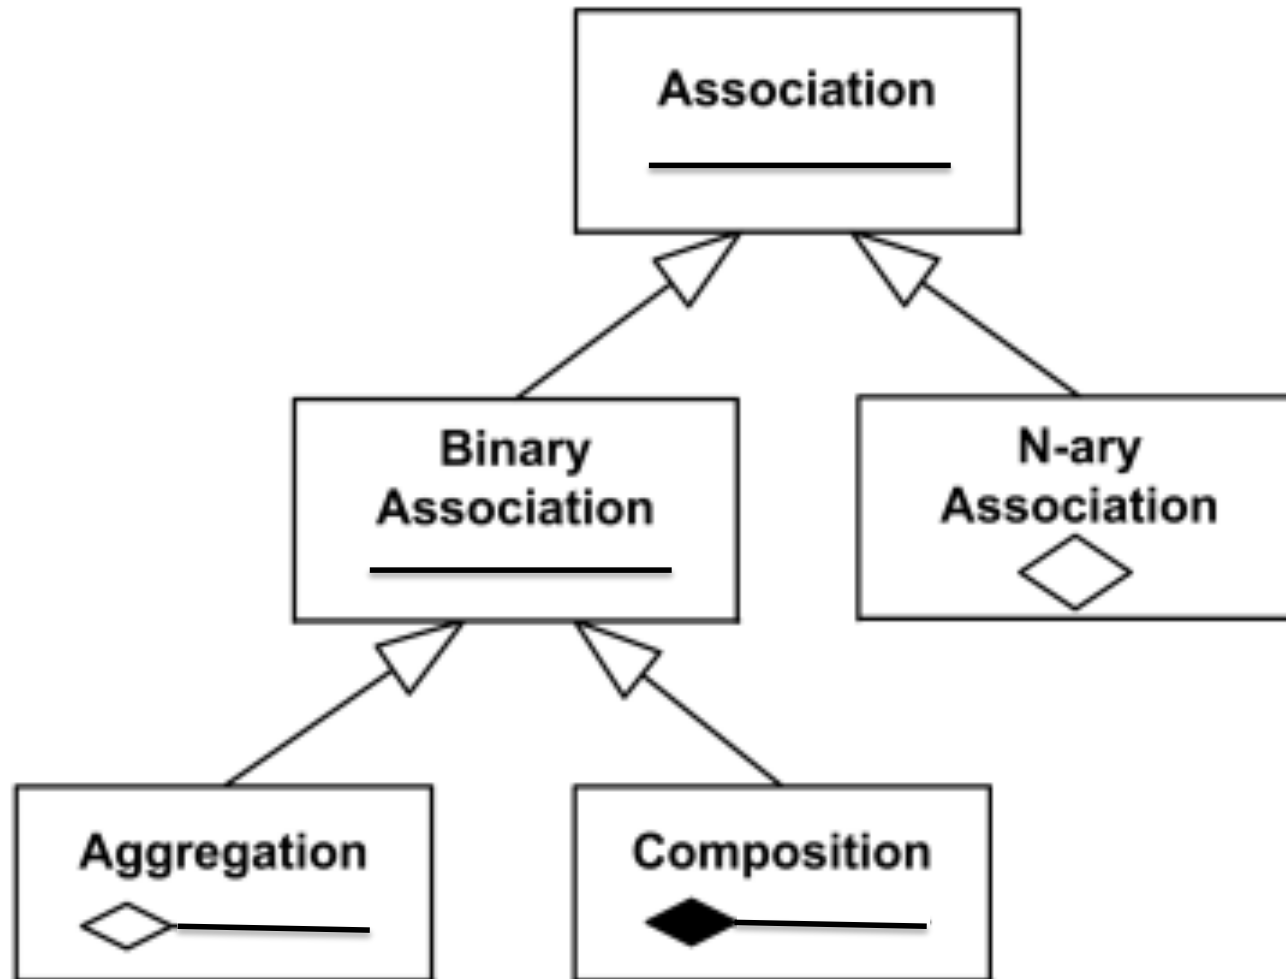 Association
Binary
Association
N-ary
Association
Aggregation
Composition